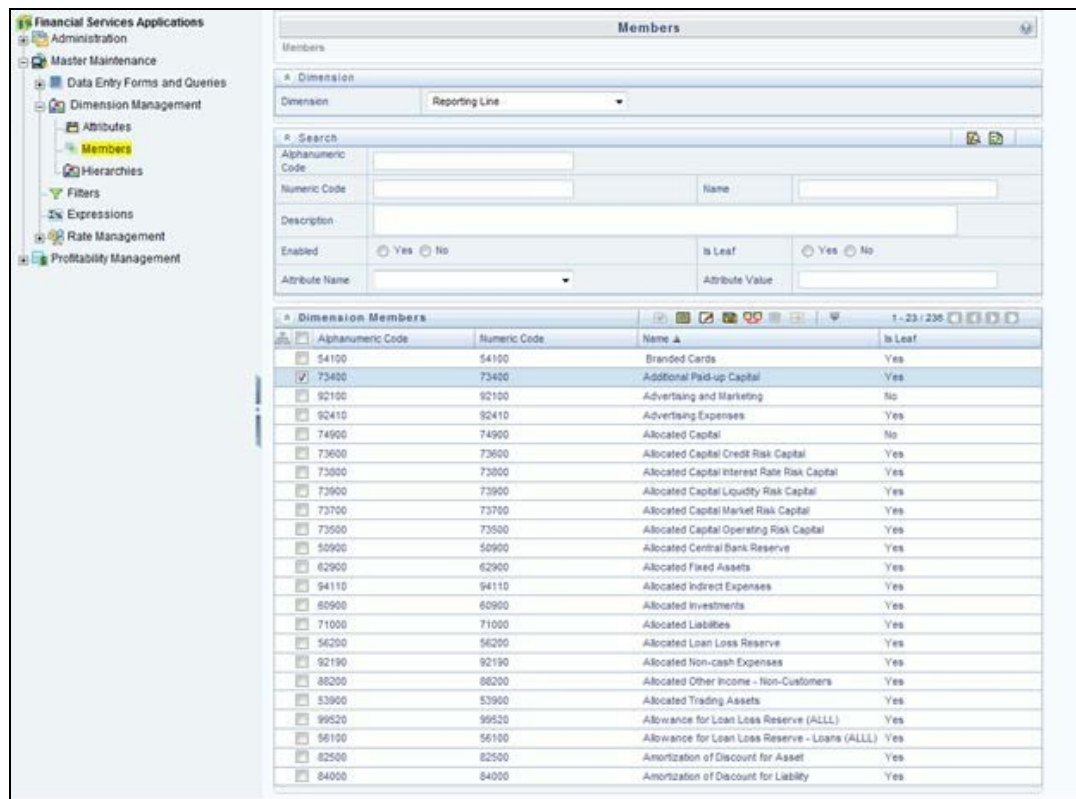 Financial Services Applications
Administration
Master Maintenance
Data Entry Forms and Queries
Dimension Management
Attributes
Members
Hierarchies
Filters
Expressions
Rate Management
Profitability Management
Members
Members
Dimension
Dimension Reporting Line
Search
Alphanumeric Code
Numeric Code Name
Description
Enabled Yes No Is Leaf Yes No
Attribute Name Attribute Value
Dimension Members 1 - 23 / 236
Alphanumeric Code Numeric Code Name Is Leaf
54100 54100 Branded Cards Yes
73400 73400 Additional Paid-up Capital Yes
92100 92100 Advertising and Marketing No
92410 92410 Advertising Expenses Yes
74900 74900 Allocated Capital No
73600 73600 Allocated Capital Credit Risk Capital Yes
73800 73800 Allocated Capital Interest Rate Risk Capital Yes
73900 73900 Allocated Capital Liquidity Risk Capital Yes
73700 73700 Allocated Capital Market Risk Capital Yes
73500 73500 Allocated Capital Operating Risk Capital Yes
50900 50900 Allocated Central Bank Reserve Yes
62900 62900 Allocated Fixed Assets Yes
94110 94110 Allocated Indirect Expenses Yes
60900 60900 Allocated Investments Yes
71000 71000 Allocated Liabilities Yes
56200 56200 Allocated Loan Loss Reserve Yes
92190 92190 Allocated Non-cash Expenses Yes
88200 88200 Allocated Other Income - Non-Customers Yes
53900 53900 Allocated Trading Assets Yes
99520 99520 Allowance for Loan Loss Reserve (ALLL) Yes
56100 56100 Allowance for Loan Loss Reserve - Loans (ALLL) Yes
82500 82500 Amortization of Discount for Asset Yes
84000 84000 Amortization of Discount for Liability Yes